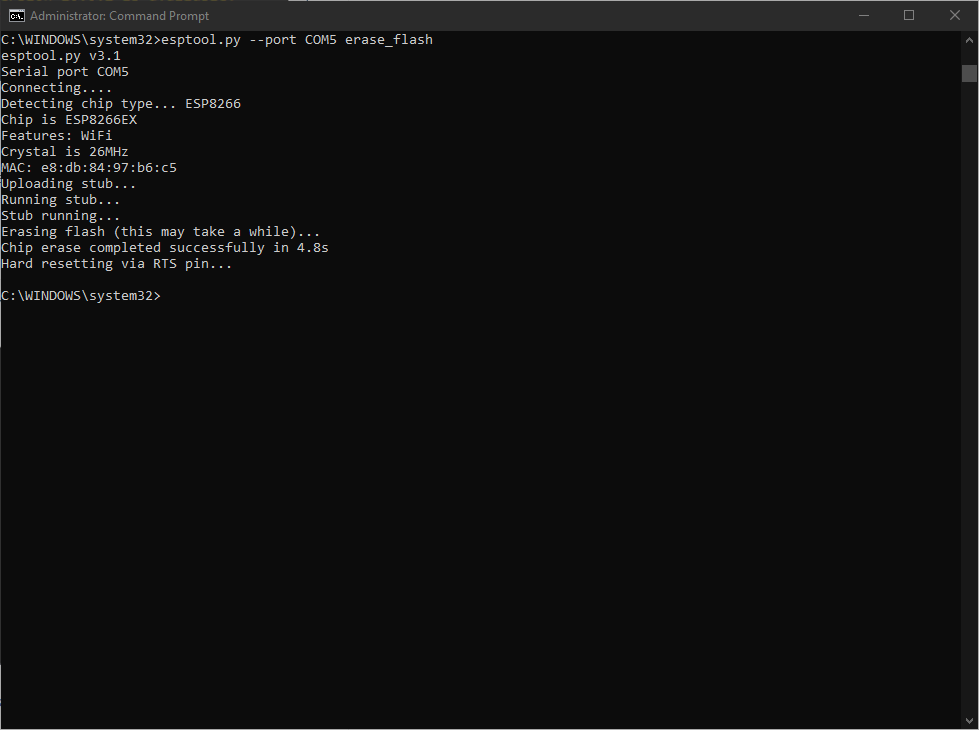 Administrator: Command Prompt
C:\WINDOWS\system32>esptool.py --port COM5 erase_flash
esptool.py v3.1
Serial port COM5
Connecting....
Detecting chip type... ESP8266
Chip is ESP8266EX
Features: WiFi
Crystal is 26MHz
MAC: e8:db:84:97:b6:c5
Uploading stub...
Running stub...
Stub running...
Erasing flash (this may take a while)...
Chip erase completed successfully in 4.8s
Hard resetting via RTS pin...
C:\WINDOWS\system32>